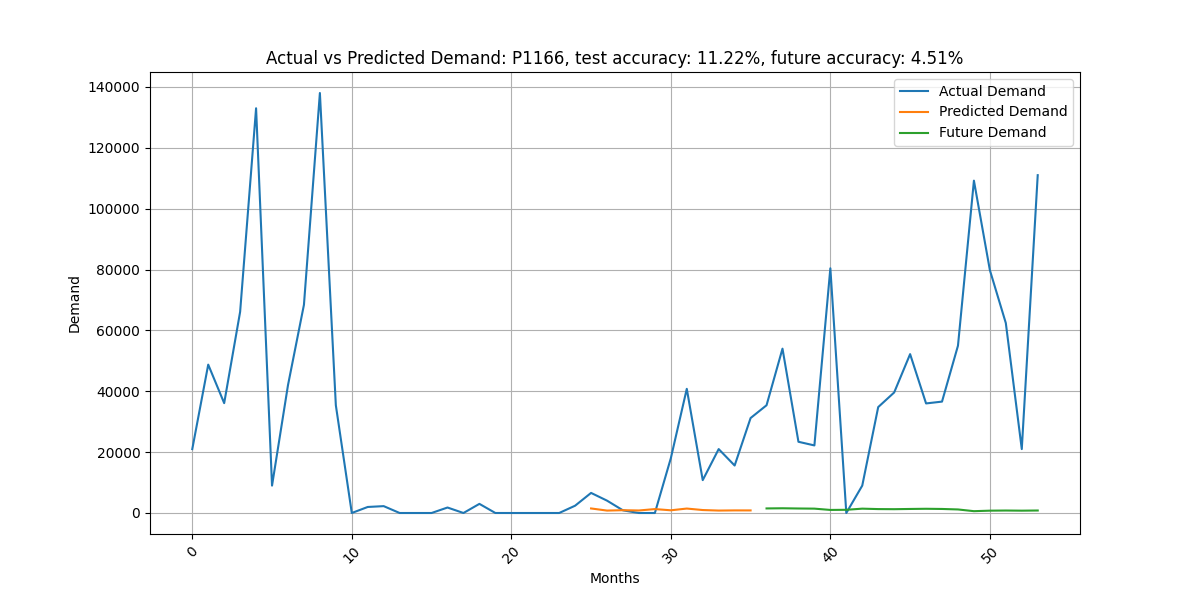 Actual vs Predicted Demand: P1166, test accuracy: 11.22%, future accuracy: 4.51%
Actual Demand
Predicted Demand
Future Demand
140000
120000
100000
80000
60000
40000
20000
0
Demand
0
10
20
30
40
50
Months